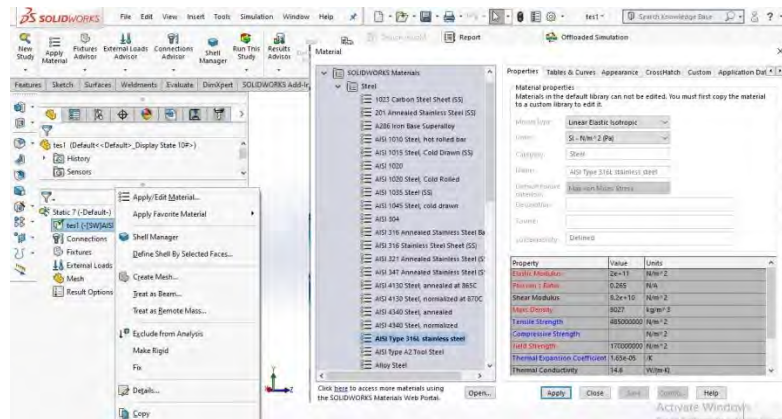 SOLIDWORKS File Edit View Insert Tools Simulation Window Help
tes1 *
Search Knowledge Base
New Study
Apply Material
Fixtures Advisor
External Loads Advisor
Connections Advisor
Shell Manager
Run This Study
Results Advisor
Report
Offloaded Simulation
Features Sketch Surfaces Weldments Evaluate DimXpert SOLIDWORKS Add-In
tes1 (Default<<Default>_Display State 10#>)
History
Sensors
Static 7 (-Default-)
tes1 (-[SW]AISI
Connections
Fixtures
External Loads
Mesh
Result Options
Apply/Edit Material...
Apply Favorite Material
Shell Manager
Define Shell By Selected Faces...
Create Mesh...
Treat as Beam...
Treat as Remote Mass...
Exclude from Analysis
Make Rigid
Fix
Details...
Copy
Material
SOLIDWORKS Materials
Steel
1023 Carbon Steel Sheet (SS)
201 Annealed Stainless Steel (SS)
A286 Iron Base Superalloy
AISI 1010 Steel, hot rolled bar
AISI 1015 Steel, Cold Drawn (SS)
AISI 1020
AISI 1020 Steel, Cold Rolled
AISI 1035 Steel (SS)
AISI 1045 Steel, cold drawn
AISI 304
AISI 316 Annealed Stainless Steel Ba
AISI 316 Stainless Steel Sheet (SS)
AISI 321 Annealed Stainless Steel (S
AISI 347 Annealed Stainless Steel (S
AISI 4130 Steel, annealed at 865C
AISI 4130 Steel, normalized at 870C
AISI 4340 Steel, annealed
AISI 4340 Steel, normalized
AISI Type 316L stainless steel
AISI Type A2 Tool Steel
Alloy Steel
Click here to access more materials using
the SOLIDWORKS Materials Web Portal.
Open...
Properties Tables & Curves Appearance CrossHatch Custom Application Dat
Material properties
Materials in the default library can not be edited. You must first copy the material
to a custom library to edit it.
Model Type: Linear Elastic Isotropic
Units: SI - N/m^2 (Pa)
Category: Steel
Name: AISI Type 316L stainless steel
Max von Mises Stress
Source:
Sustainability: Defined
Property Value Units
Elastic Modulus 2e+11 N/m^2
Poisson's Ratio 0.265 N/A
Shear Modulus 8.2e+10 N/m^2
Mass Density 8027 kg/m^3
Tensile Strength 485000000 N/m^2
Compressive Strength N/m^2
Yield Strength 170000000 N/m^2
Thermal Expansion Coefficient 1.65e-05 /K
Thermal Conductivity 14.6 W/(m·K)
Apply Close Save Config... Help
Activate Windows